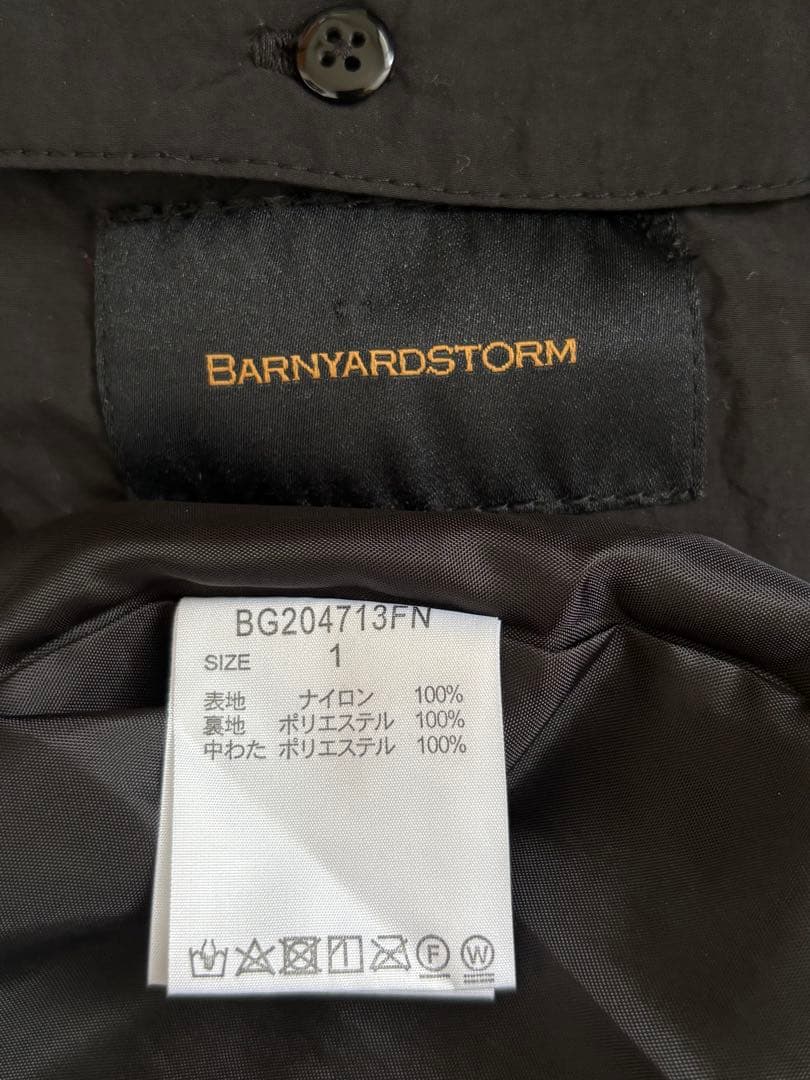 BARNYARDSTORM
BG204713FN
SIZE 1
表地 ナイロン 100%
裏地 ポリエステル 100%
中わた ポリエステル 100%
F W